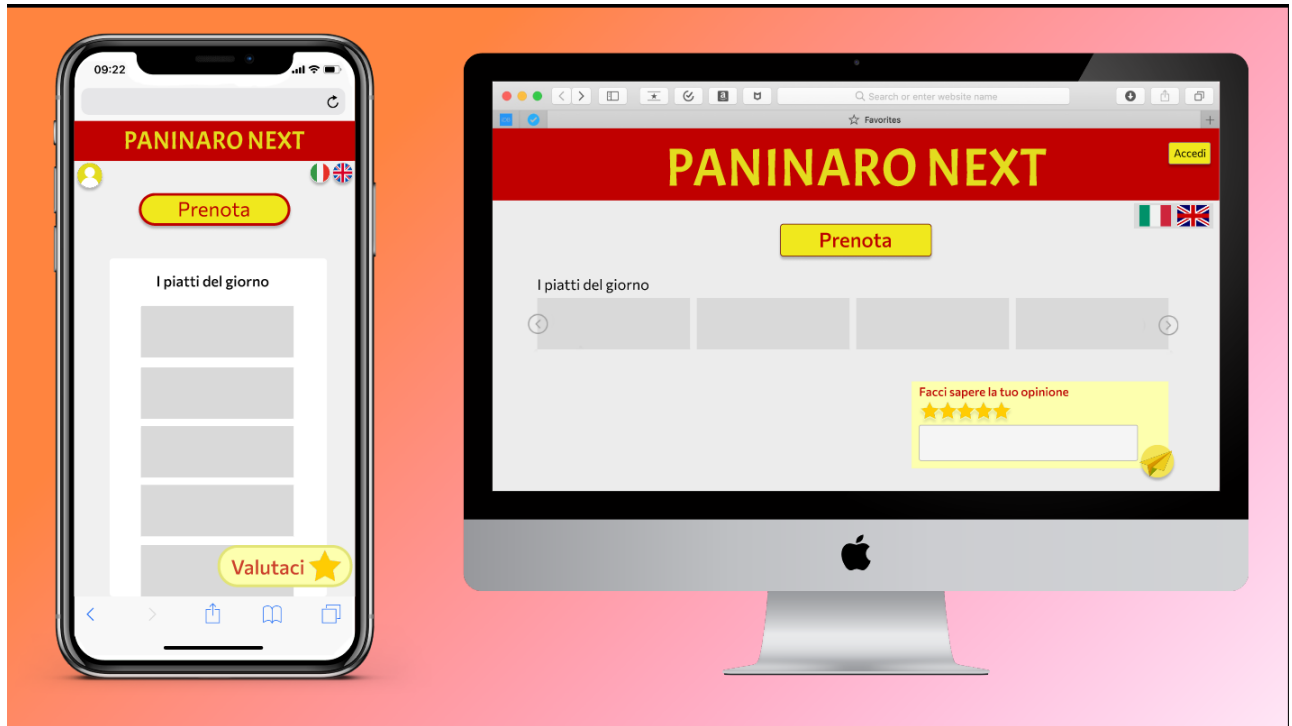 09:22
PANINARO NEXT
Prenota
I piatti del giorno
Valutaci
Search or enter website name
Favorites
PANINARO NEXT
Accedi
Prenota
I piatti del giorno
Facci sapere la tuo opinione